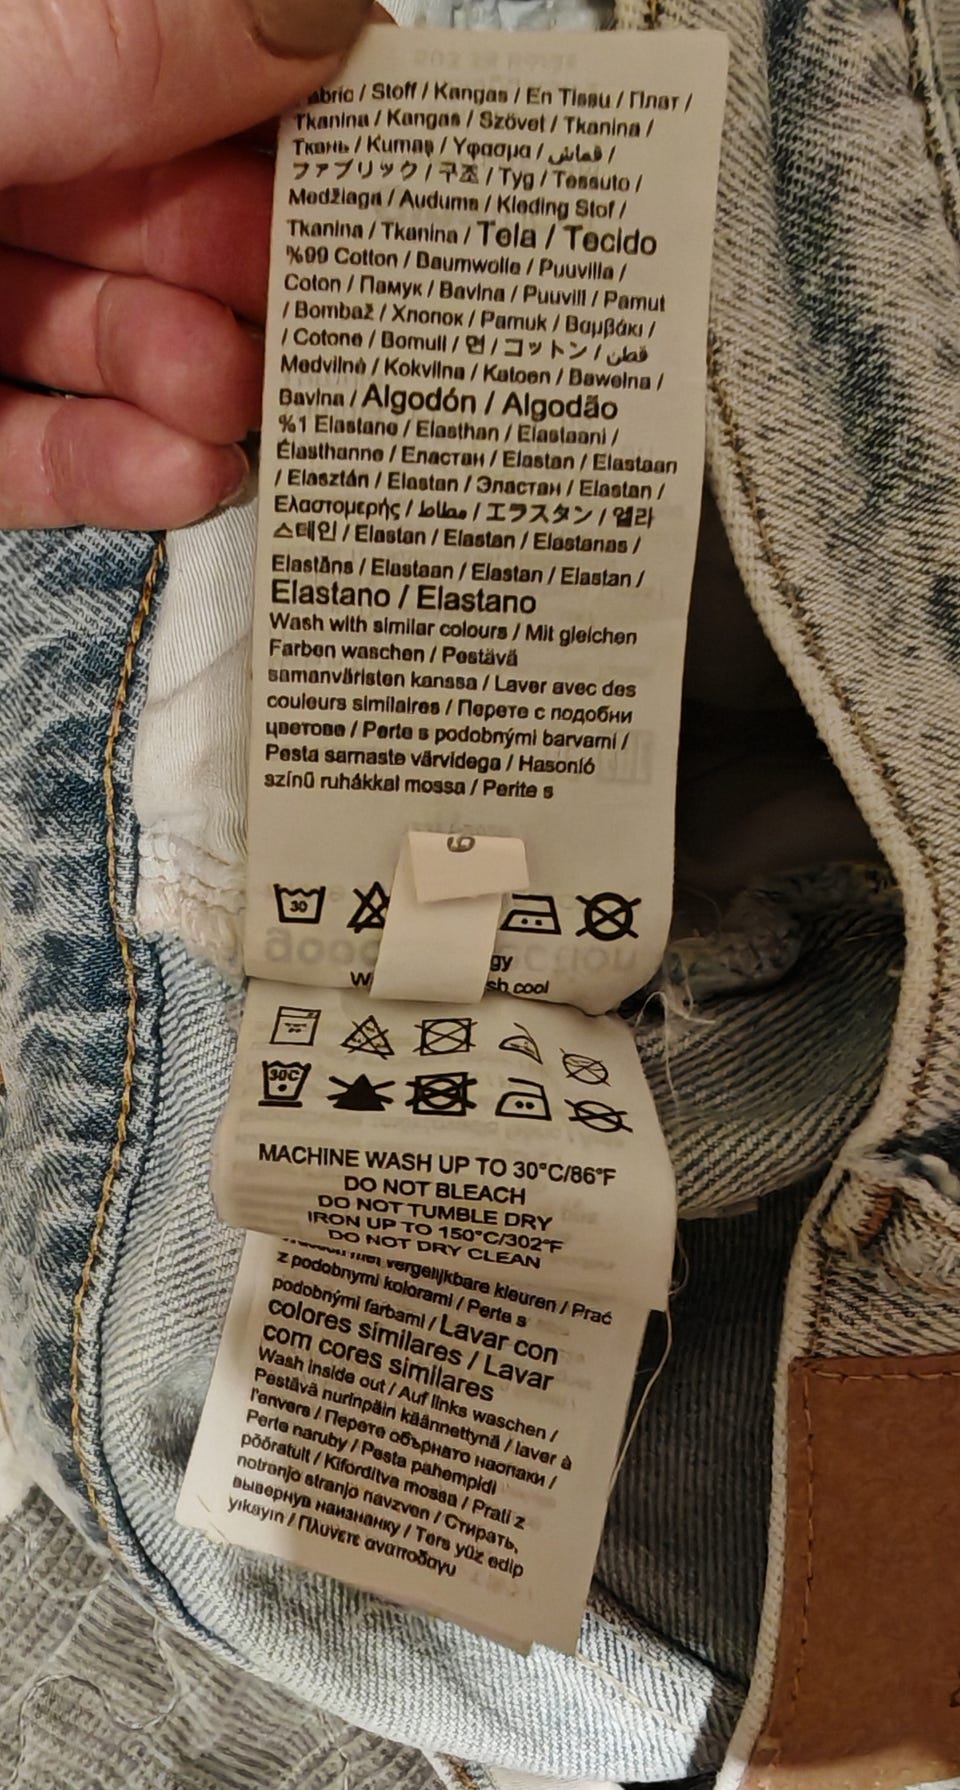 / Stoff / Kangas / En Tissu / Плат /
Tkanina / Kangas / Szövet / Tkanina /
Ткань / Kumaş / Υφασμα / قماش /
ファブリック / 구조 / Tyg / Tessuto /
Medžiaga / Audums / Kleding Stof /
Tkanina / Tkanina / Tela / Tecido
%99 Cotton / Baumwolle / Puuvilla /
Coton / Памук / Bavlna / Puuvill / Pamut
/ Bombaž / Хлопок / Pamuk / Βαμβάκι /
/ Cotone / Bomull / 면 / コットン / قطن
Medvilnė / Kokvilna / Katoen / Bawełna /
Bavlna / Algodón / Algodão
%1 Elastane / Elasthan / Elastaani /
Élasthanne / Еластан / Elastan / Elastaan
/ Elasztán / Elastan / Эластан / Elastan /
Ελαστομερής / مطاط / エラスタン / 엘라
스테인 / Elastan / Elastan / Elastanas /
Elastāns / Elastaan / Elastan / Elastan /
Elastano / Elastano
Wash with similar colours / Mit gleichen
Farben waschen / Pestävä
samanväristen kanssa / Laver avec des
couleurs similaires / Перете с подобни
цветове / Perte s podobnými barvami /
Pesta sarnaste värvidega / Hasonló
színű ruhákkal mossa / Perite s
30
gy
sh cool
30C
MACHINE WASH UP TO 30°C/86°F
DO NOT BLEACH
DO NOT TUMBLE DRY
IRON UP TO 150°C/302°F
DO NOT DRY CLEAN
met vergelijkbare kleuren / Prać
z podobnymi kolorami / Perte s
podobnými farbami / Lavar con
colores similares / Lavar
com cores similares
Wash inside out / Auf links waschen /
Pestävä nurinpäin käännettynä / laver à
l'envers / Перете обърнато наопаки /
Perte naruby / Pesta pahempidi
pööratult / Kifordítva mossa / Prati z
notranjo stranjo navzven / Стирать,
вывернув наизнанку / Ters yüz edip
yıkayın / Πλύνετε αναποδαγυ